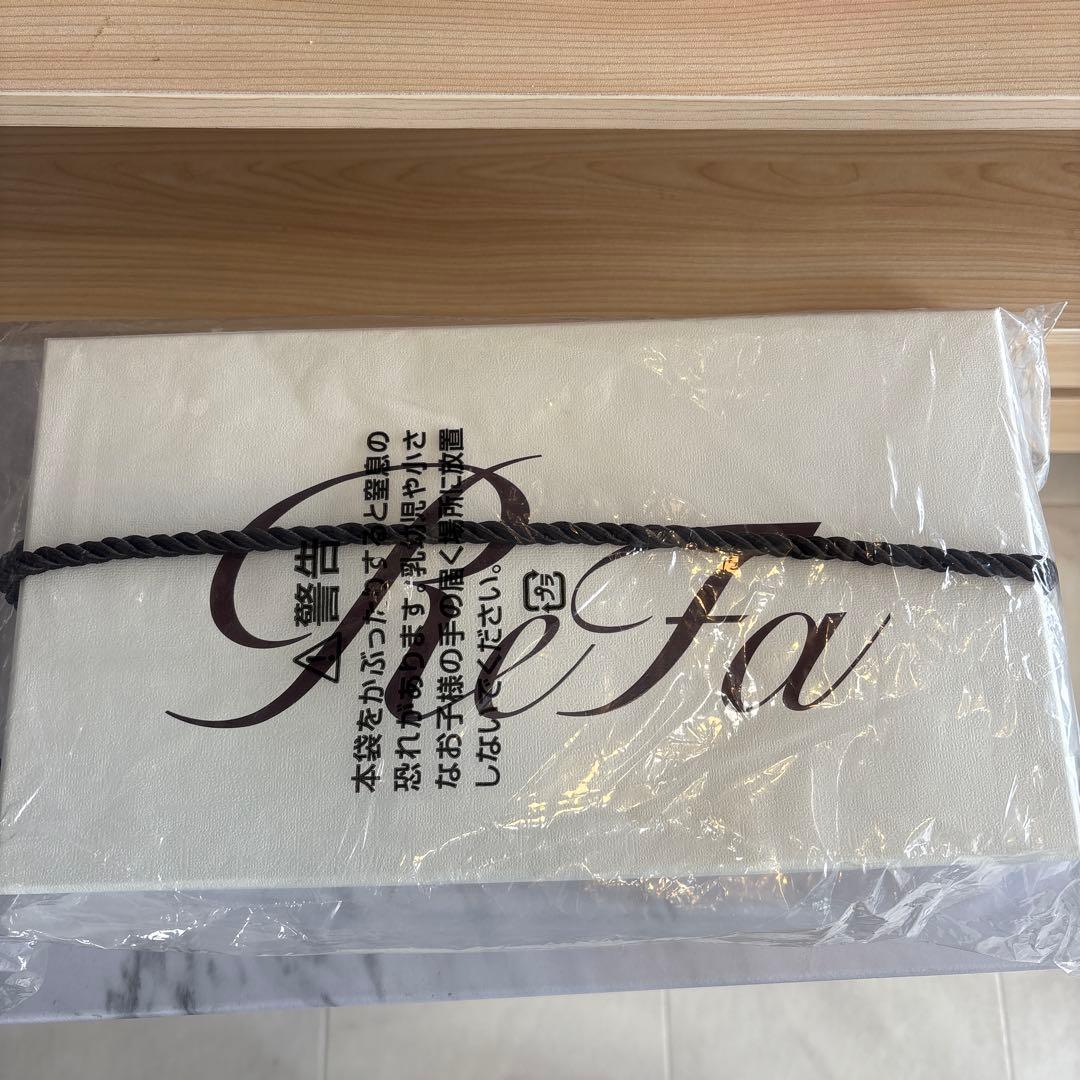 ReFa
⚠警告
本袋をかぶったりすると窒息の
恐れがあります。乳幼児や小さ
なお子様の手の届く場所に放置
しないでください。
プラ